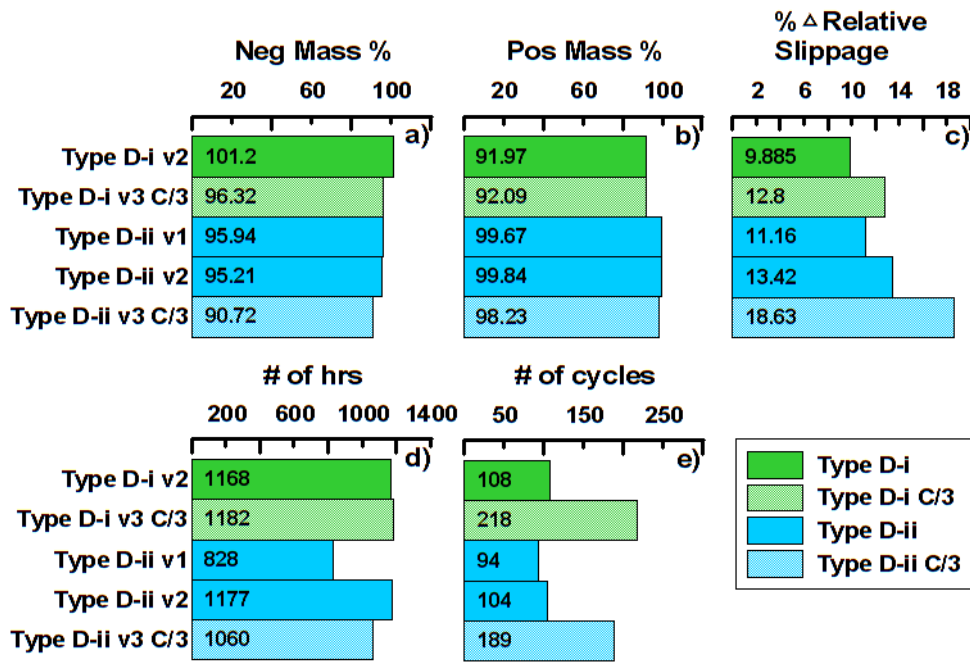 Neg Mass %
Pos Mass %
% Δ Relative
Slippage
20 60 100
20 60 100
2 6 10 14 18
a)
b)
c)
Type D-i v2 101.2 91.97 9.885
Type D-i v3 C/3 96.32 92.09 12.8
Type D-ii v1 95.94 99.67 11.16
Type D-ii v2 95.21 99.84 13.42
Type D-ii v3 C/3 90.72 98.23 18.63
# of hrs
# of cycles
200 600 1000 1400
50 150 250
d)
e)
Type D-i v2 1168 108
Type D-i v3 C/3 1182 218
Type D-ii v1 828 94
Type D-ii v2 1177 104
Type D-ii v3 C/3 1060 189
Type D-i
Type D-i C/3
Type D-ii
Type D-ii C/3